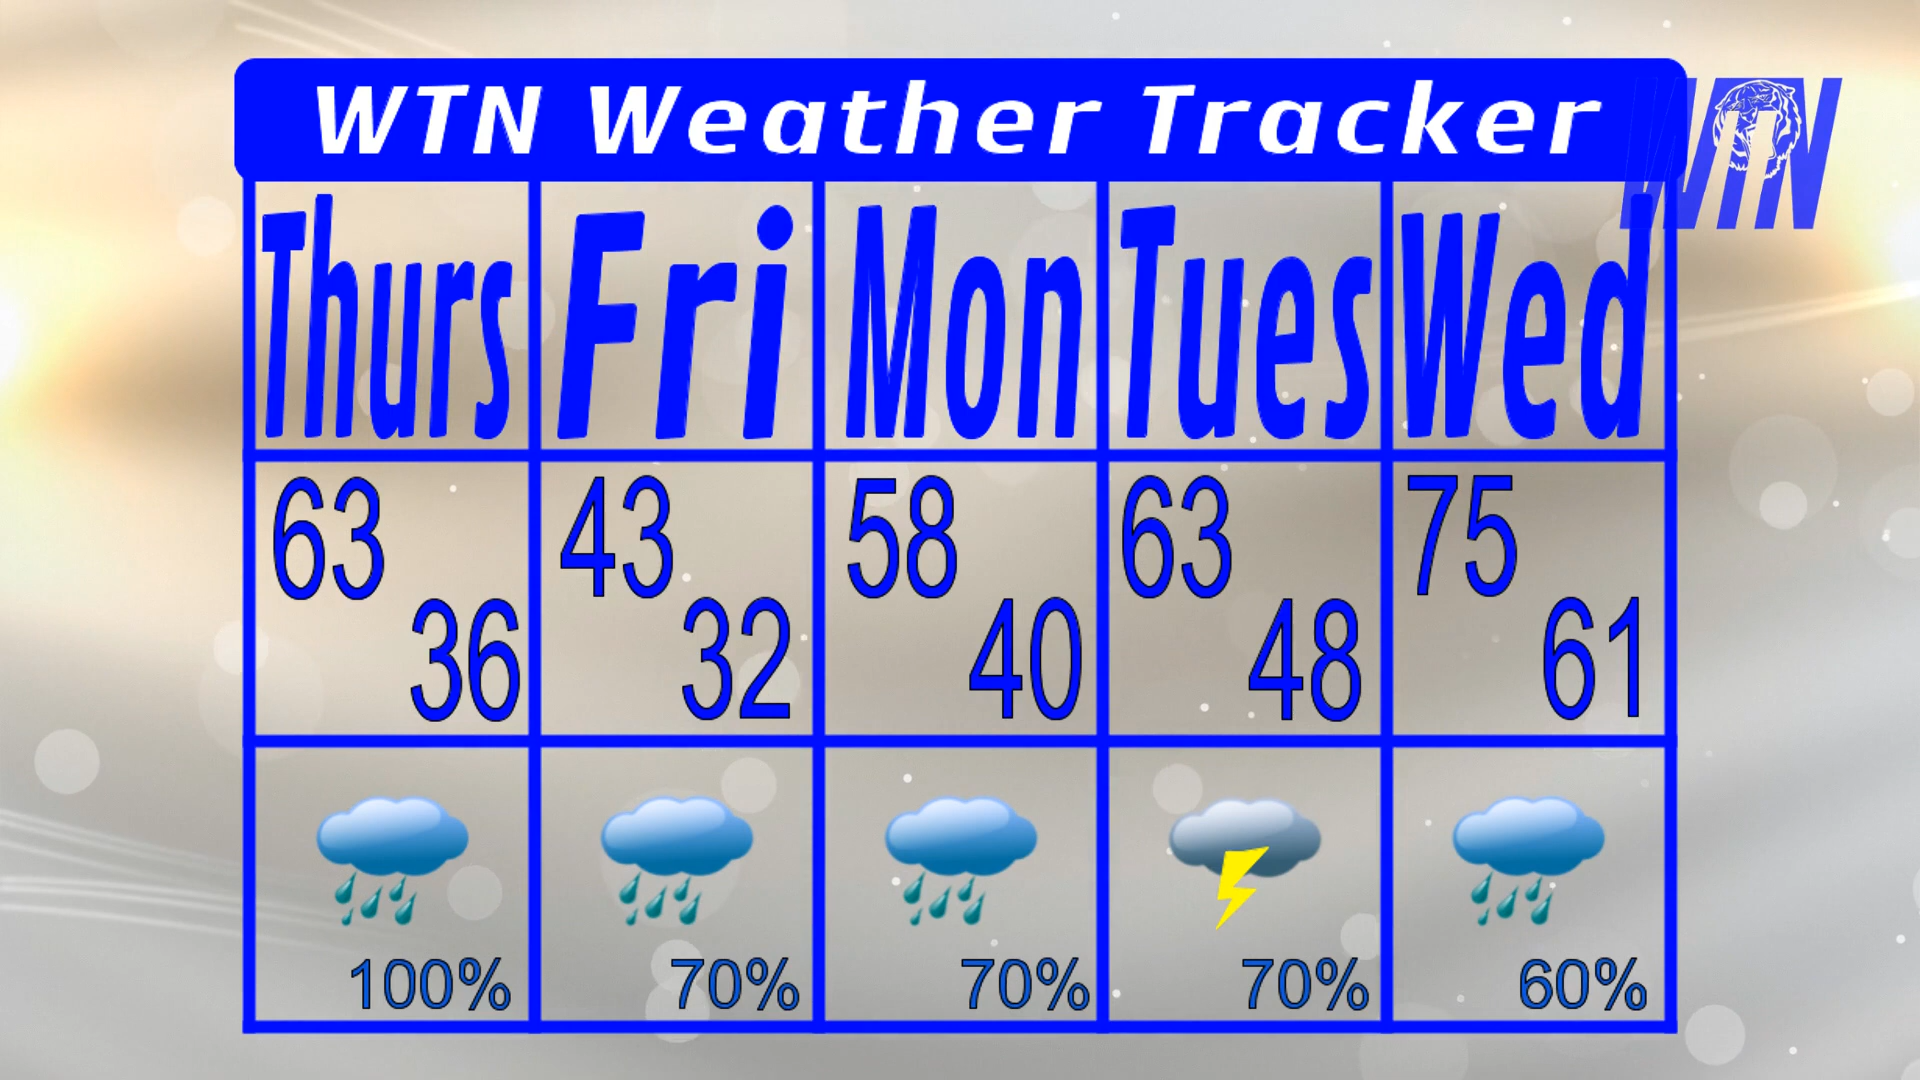 WTN Weather Tracker
WTN
Thurs Fri Mon Tues Wed
63 43 58 63 75
36 32 40 48 61
100% 70% 70% 70% 60%